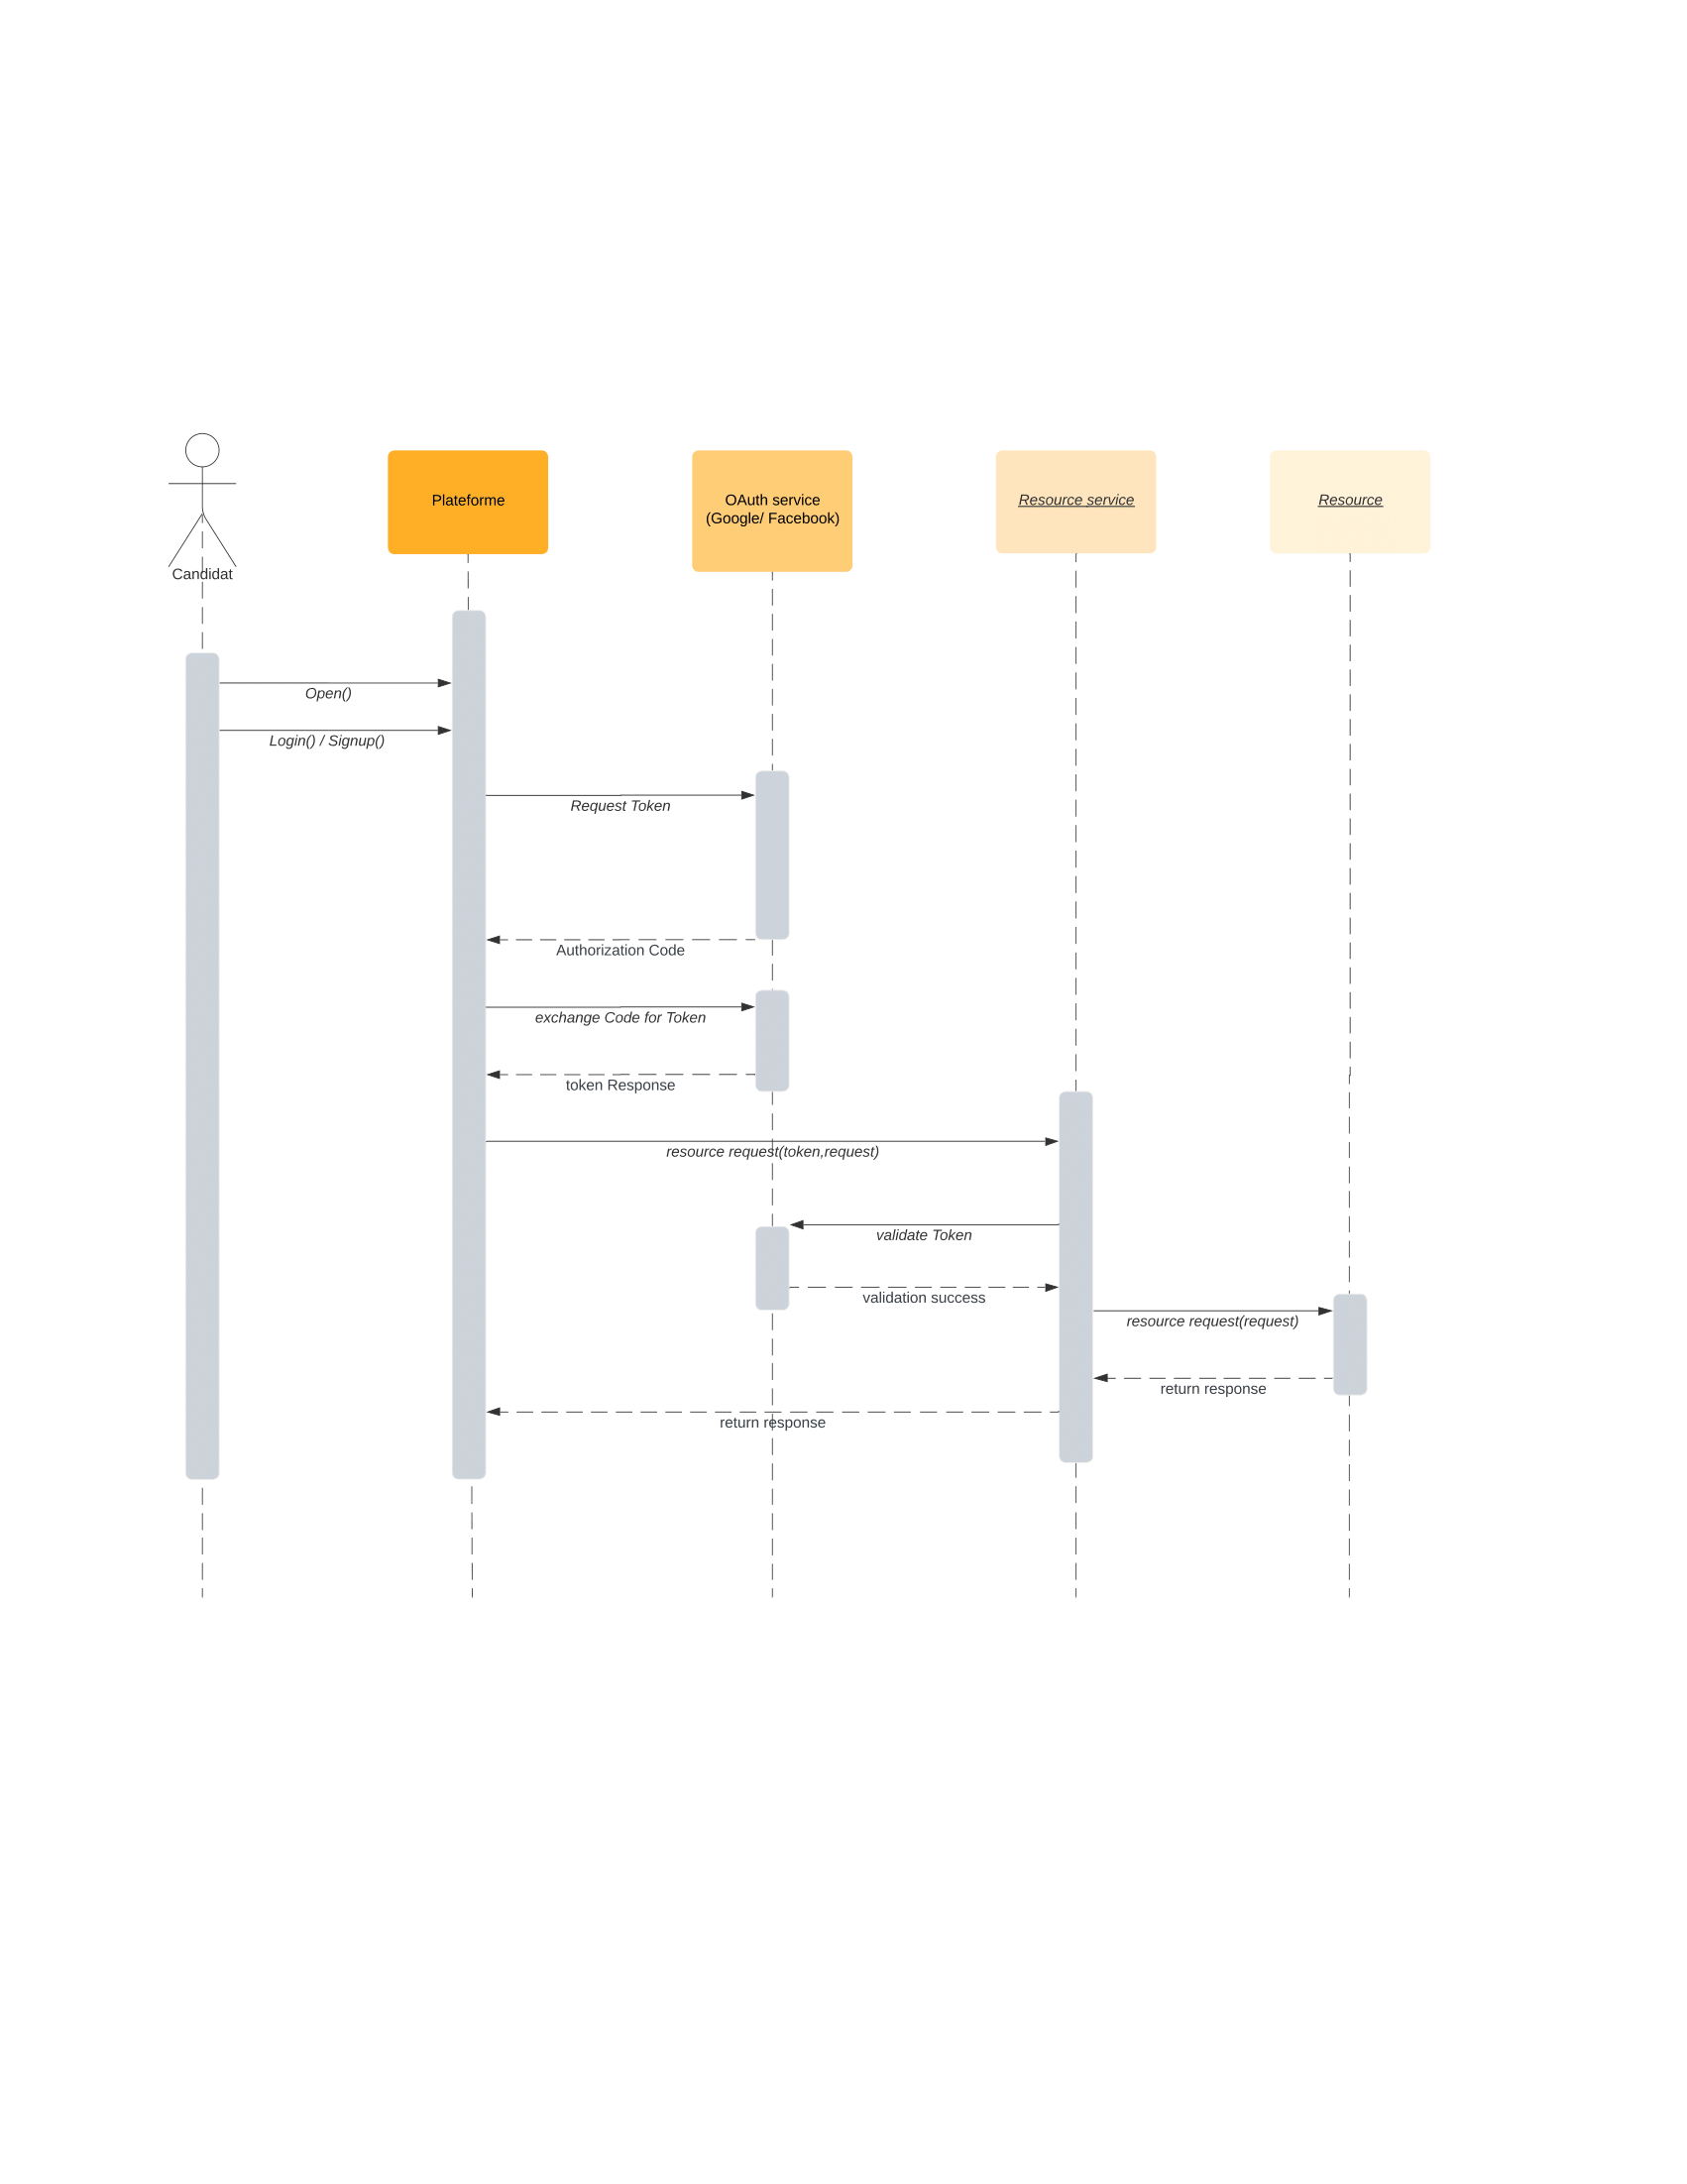 Plateforme
OAuth service
(Google/ Facebook)
Resource service
Resource
Candidat
Open()
Login() / Signup()
Request Token
Authorization Code
exchange Code for Token
token Response
resource request(token,request)
validate Token
validation success
resource request(request)
return response
return response